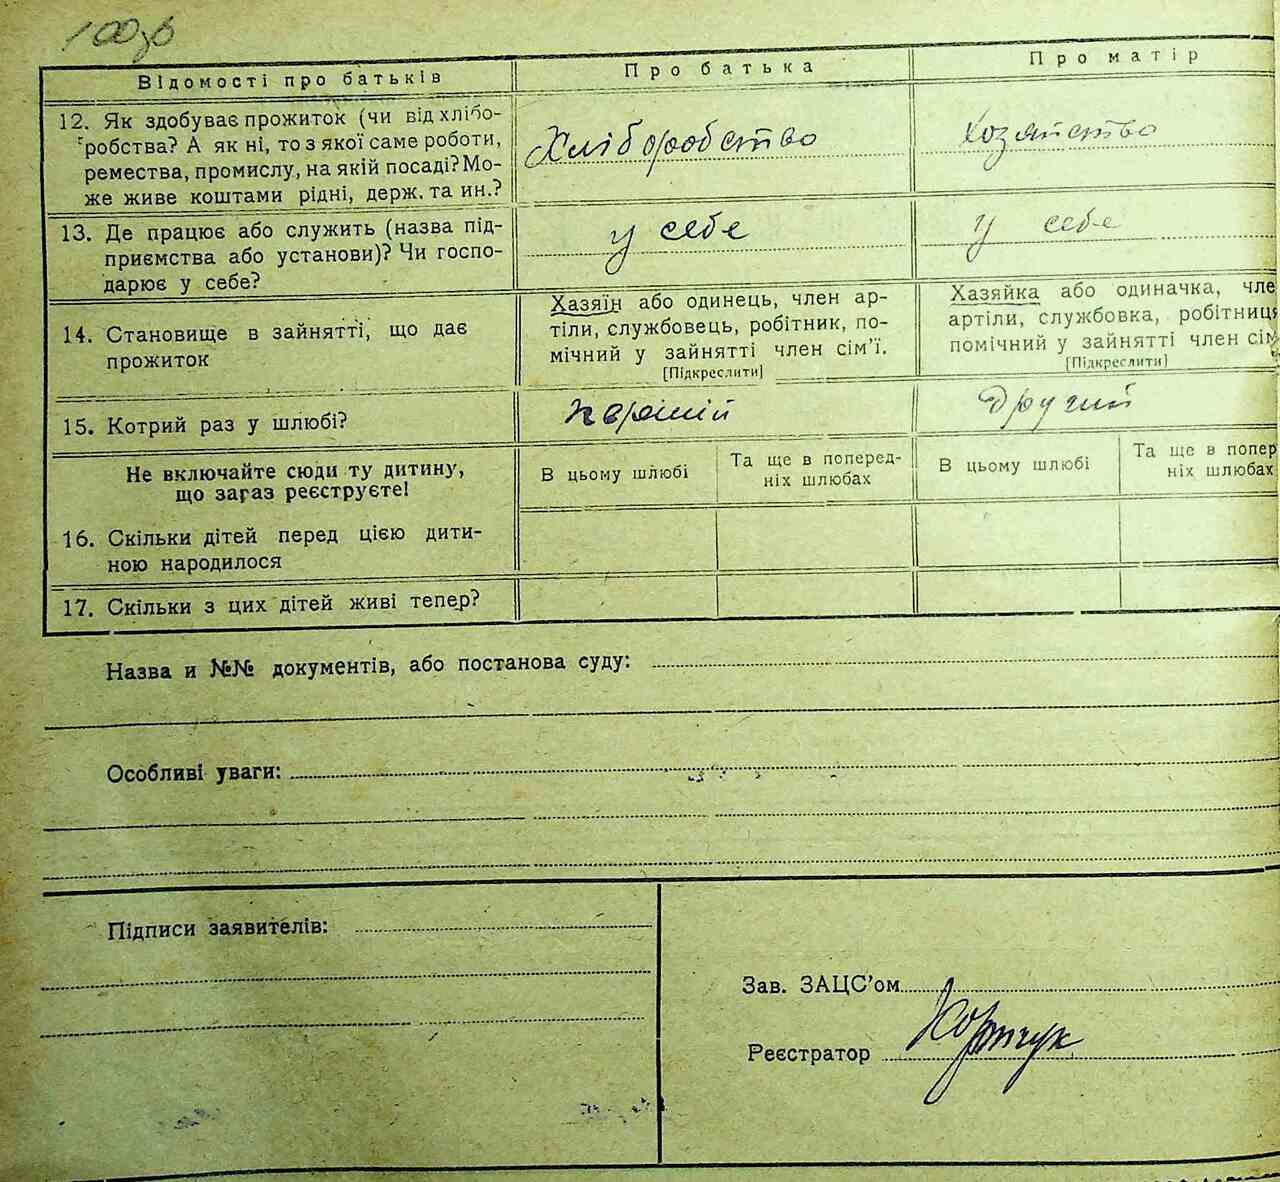 100зв
Відомості про батьків
Про батька
Про матір
12. Як здобуває прожиток (чи від хлібо-
робства? А як ні, то з якої саме роботи,
ремества, промислу, на якій посаді? Мо-
же живе коштами рідні, держ. та ин.?
Хліборобство
Хозяйство
13. Де працює або служить (назва під-
приємства або установи)? Чи госпо-
дарює у себе?
у себе
у себе
14. Становище в зайнятті, що дає
прожиток
Хазяїн або одинець, член ар-
тіли, службовець, робітник, по-
мічний у зайнятті член сім'ї.
[Підкреслити]
Хазяйка або одиначка, чле
артіли, службовка, робітниця
помічний у зайнятті член сім
[Підкреслити]
15. Котрий раз у шлюбі?
першій
другий
Не включайте сюди ту дитину,
що зараз реєструєте!
В цьому шлюбі
Та ще в поперед-
ніх шлюбах
В цьому шлюбі
Та ще в попер
ніх шлюбах
16. Скільки дітей перед цією дити-
ною народилося
17. Скільки з цих дітей живі тепер?
Назва и №№ документів, або постанова суду:
Особливі уваги:
Підписи заявителів:
Зав. ЗАЦС'ом
Реєстратор